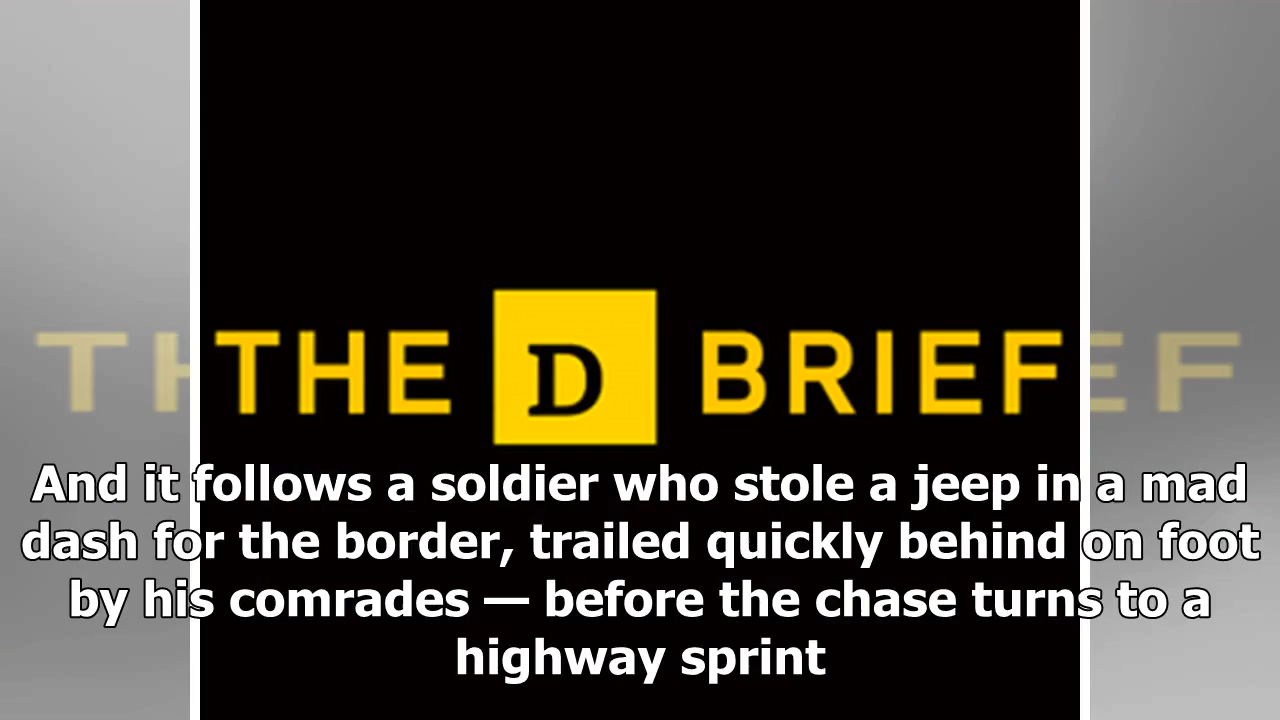 THE D BRIEF
And it follows a soldier who stole a jeep in a mad
dash for the border, trailed quickly behind on foot
by his comrades — before the chase turns to a
highway sprint